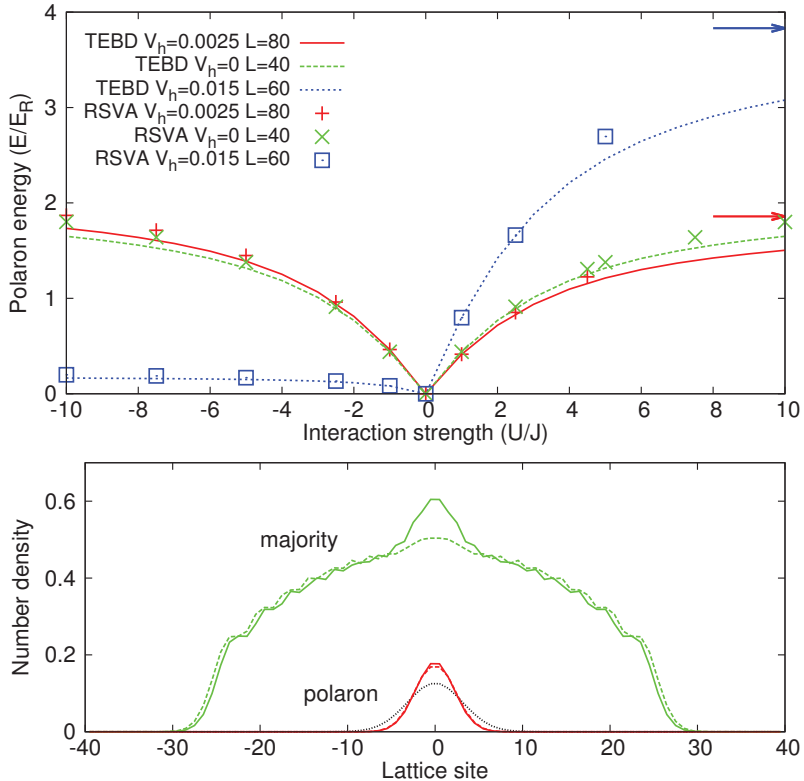 4
3
2
1
0
Polaron energy (E/E_R)
TEBD V_h=0.0025 L=80
TEBD V_h=0 L=40
TEBD V_h=0.015 L=60
RSVA V_h=0.0025 L=80
RSVA V_h=0 L=40
RSVA V_h=0.015 L=60
-10 -8 -6 -4 -2 0 2 4 6 8 10
Interaction strength (U/J)
0.6
0.4
0.2
0
Number density
majority
polaron
-40 -30 -20 -10 0 10 20 30 40
Lattice site